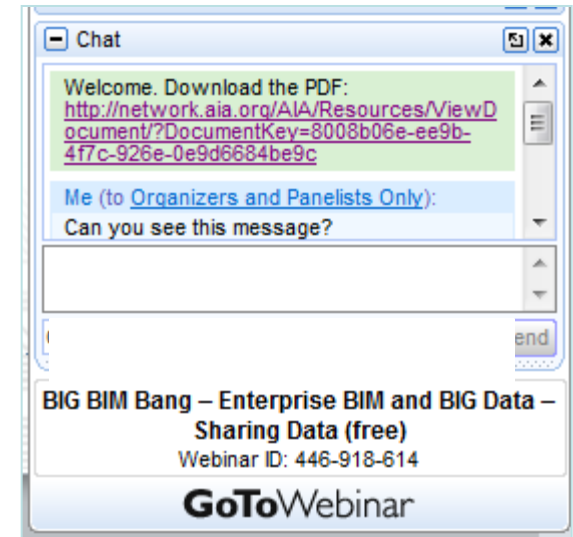 Chat
Welcome. Download the PDF:
http://network.aia.org/AIA/Resources/ViewD
ocument/?DocumentKey=8008b06e-ee9b-
4f7c-926e-0e9d6684be9c
Me (to Organizers and Panelists Only):
Can you see this message?
end
BIG BIM Bang – Enterprise BIM and BIG Data –
Sharing Data (free)
Webinar ID: 446-918-614
GoToWebinar